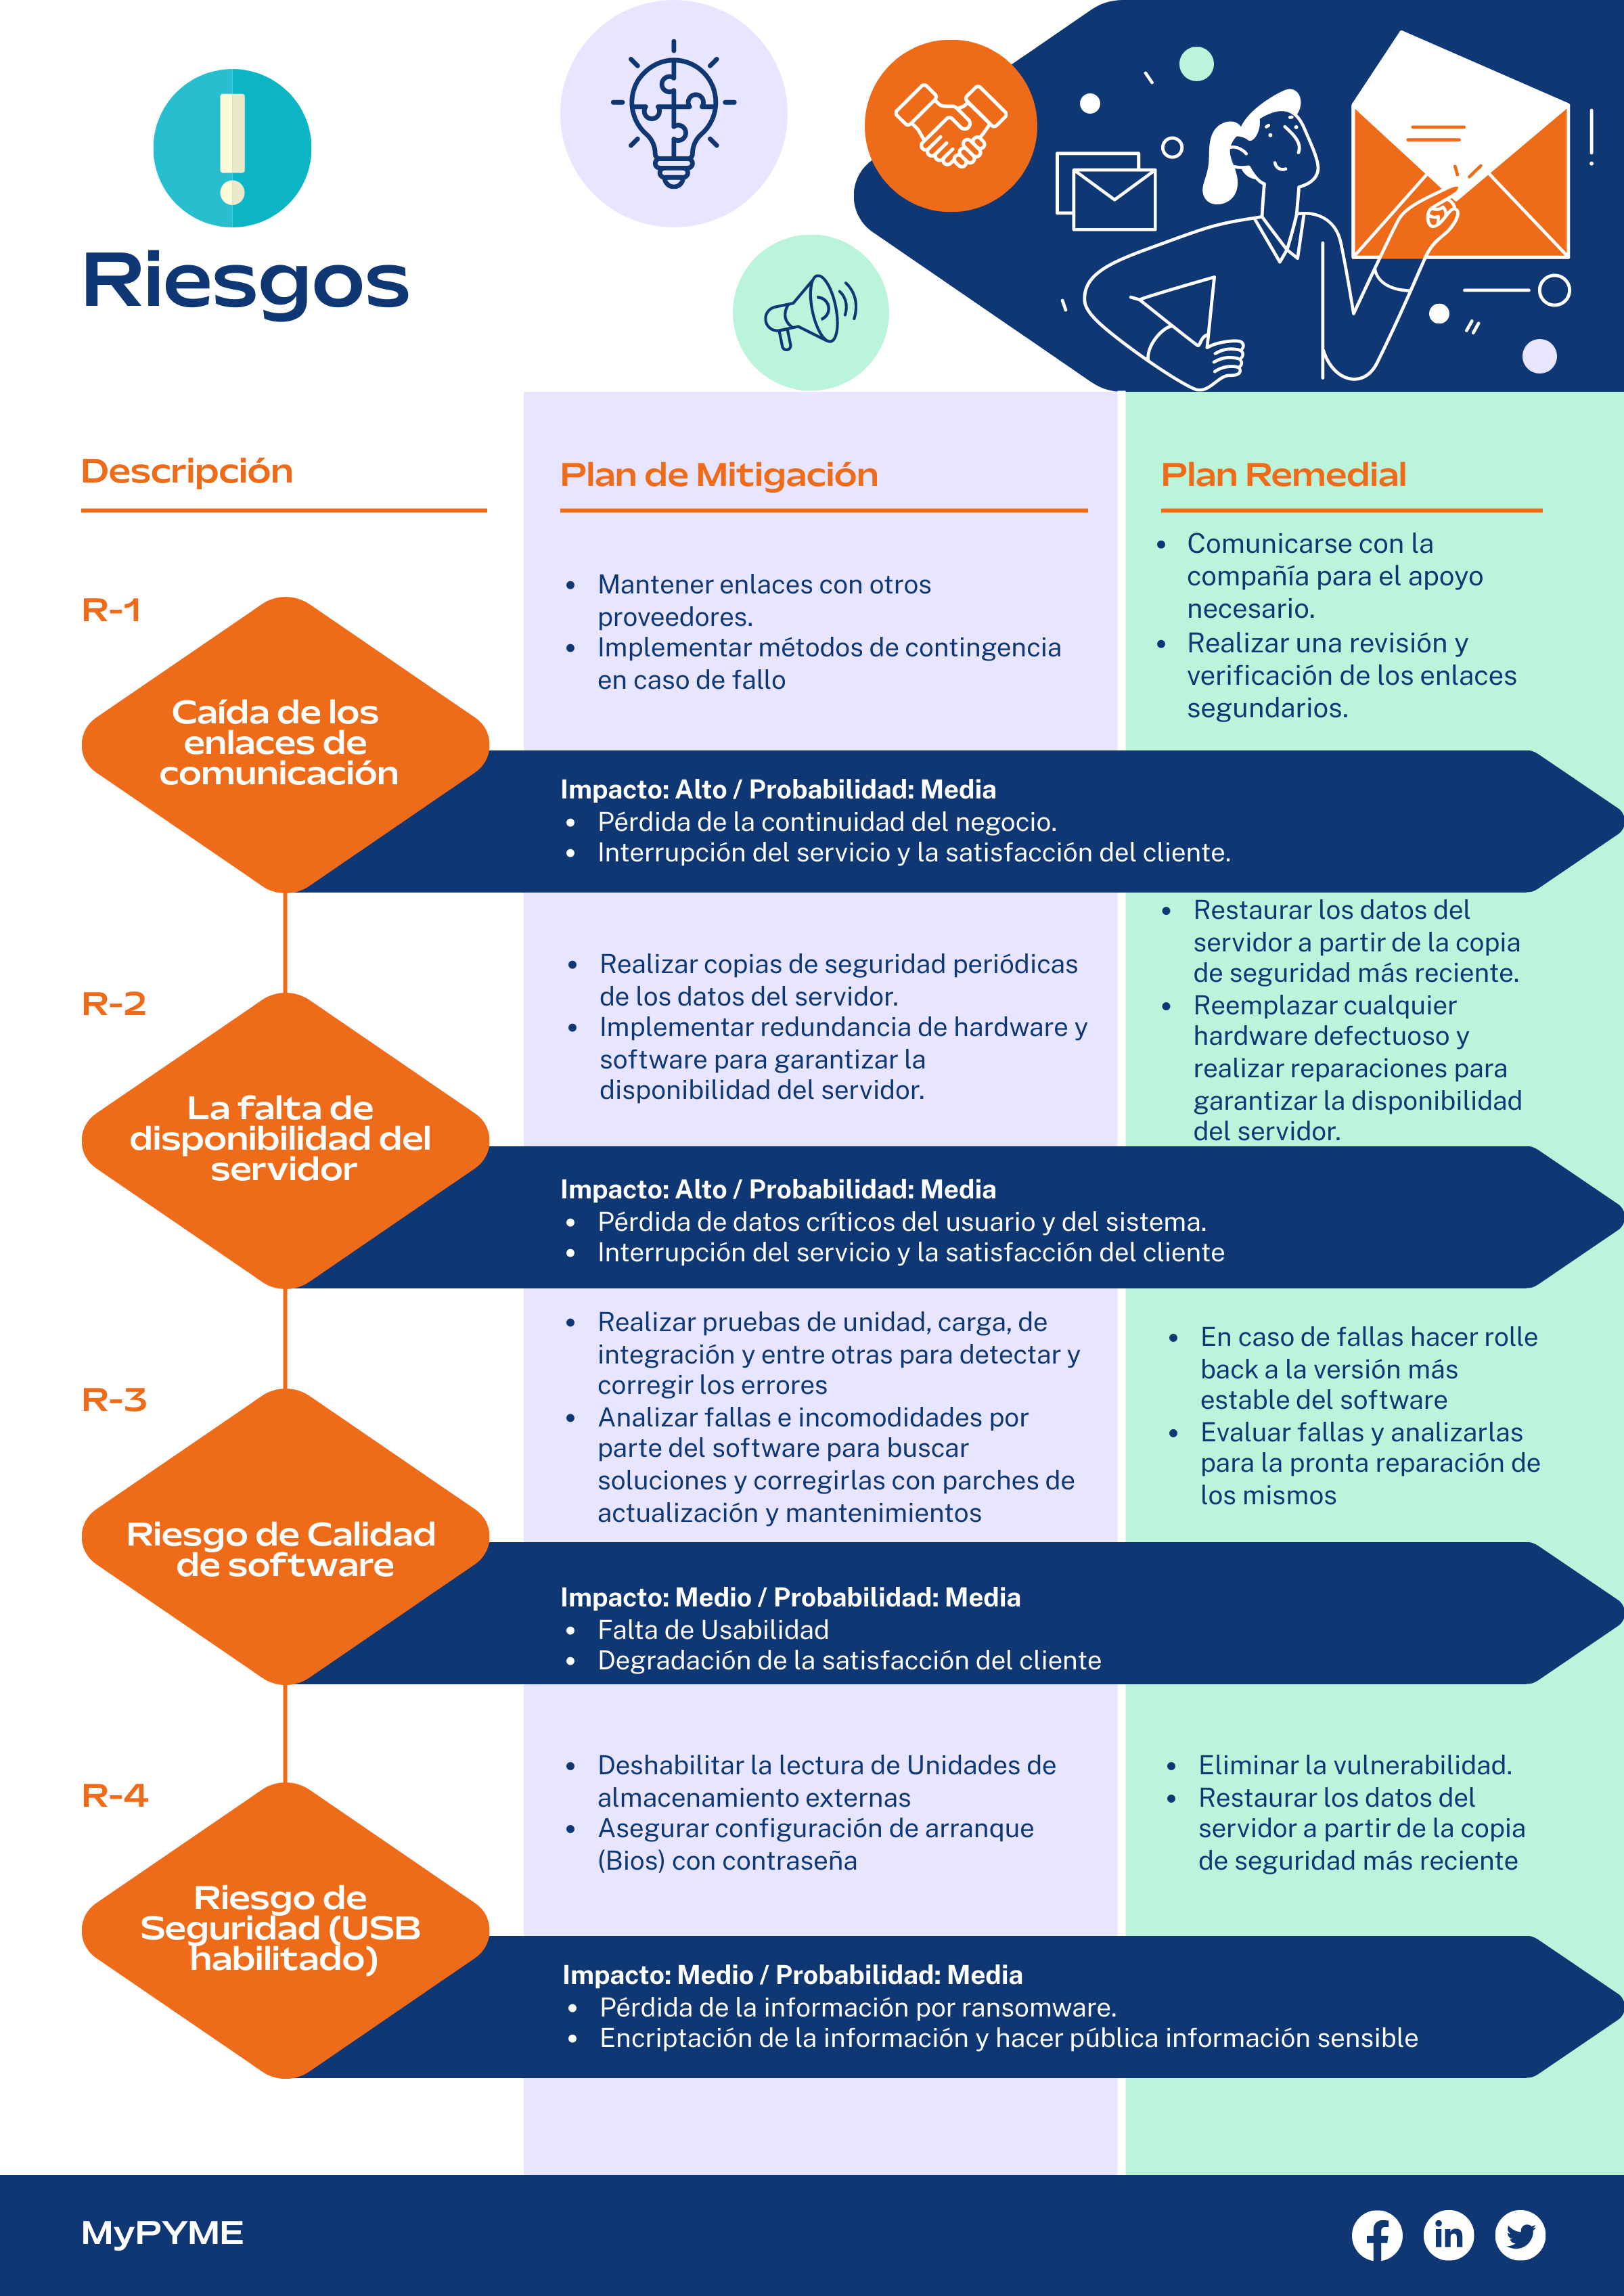 Riesgos
Descripción
Plan de Mitigación
Plan Remedial
R-1
Caída de los
enlaces de
comunicación
• Mantener enlaces con otros
proveedores.
• Implementar métodos de contingencia
en caso de fallo
• Comunicarse con la
compañía para el apoyo
necesario.
• Realizar una revisión y
verificación de los enlaces
segundarios.
Impacto: Alto / Probabilidad: Media
• Pérdida de la continuidad del negocio.
• Interrupción del servicio y la satisfacción del cliente.
R-2
La falta de
disponibilidad del
servidor
• Realizar copias de seguridad periódicas
de los datos del servidor.
• Implementar redundancia de hardware y
software para garantizar la
disponibilidad del servidor.
• Restaurar los datos del
servidor a partir de la copia
de seguridad más reciente.
• Reemplazar cualquier
hardware defectuoso y
realizar reparaciones para
garantizar la disponibilidad
del servidor.
Impacto: Alto / Probabilidad: Media
• Pérdida de datos críticos del usuario y del sistema.
• Interrupción del servicio y la satisfacción del cliente
R-3
Riesgo de Calidad
de software
• Realizar pruebas de unidad, carga, de
integración y entre otras para detectar y
corregir los errores
• Analizar fallas e incomodidades por
parte del software para buscar
soluciones y corregirlas con parches de
actualización y mantenimientos
• En caso de fallas hacer rolle
back a la versión más
estable del software
• Evaluar fallas y analizarlas
para la pronta reparación de
los mismos
Impacto: Medio / Probabilidad: Media
• Falta de Usabilidad
• Degradación de la satisfacción del cliente
R-4
Riesgo de
Seguridad (USB
habilitado)
• Deshabilitar la lectura de Unidades de
almacenamiento externas
• Asegurar configuración de arranque
(Bios) con contraseña
• Eliminar la vulnerabilidad.
• Restaurar los datos del
servidor a partir de la copia
de seguridad más reciente
Impacto: Medio / Probabilidad: Media
• Pérdida de la información por ransomware.
• Encriptación de la información y hacer pública información sensible
MyPYME